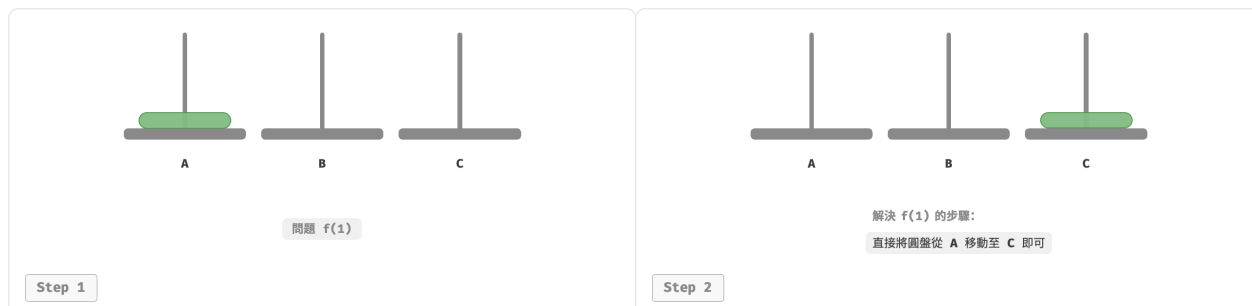 A B C
問題 f(1)
Step 1
A B C
解決 f(1) 的步驟:
直接將圓盤從 A 移動至 C 即可
Step 2